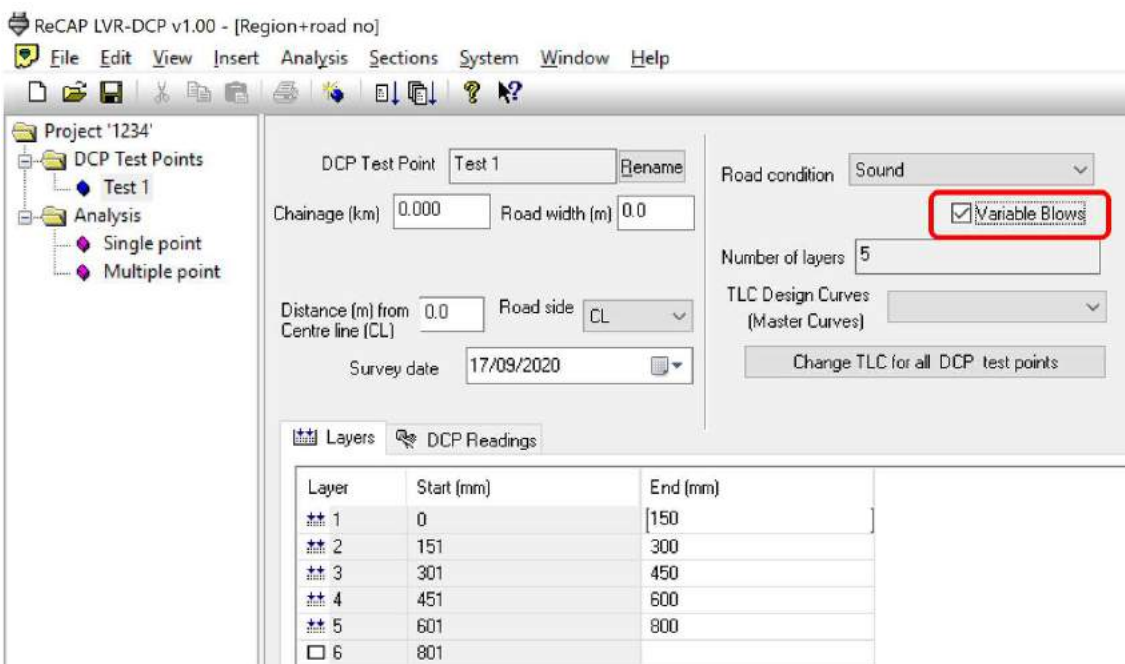 ReCAP LVR-DCP v1.00 - [Region+road no]
File Edit View Insert Analysis Sections System Window Help
Project '1234'
DCP Test Points
Test 1
Analysis
Single point
Multiple point
DCP Test Point Test 1 Rename
Chainage (km) 0.000 Road width (m) 0.0
Distance (m) from Centre line (CL) 0.0 Road side CL
Survey date 17/09/2020
Road condition Sound
Variable Blows
Number of layers 5
TLC Design Curves
(Master Curves)
Change TLC for all DCP test points
Layers DCP Readings
Layer Start (mm) End (mm)
1 0 150
2 151 300
3 301 450
4 451 600
5 601 800
6 801